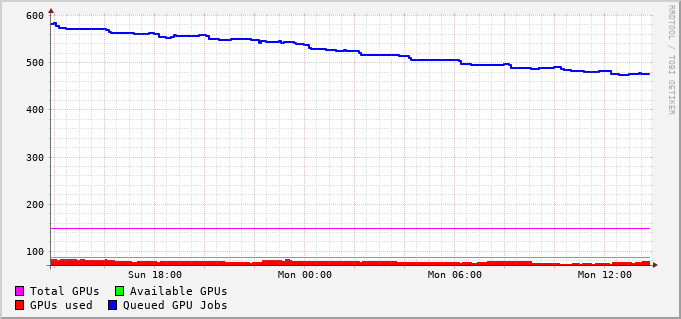 600
500
400
300
200
100
Sun 18:00 Mon 00:00 Mon 06:00 Mon 12:00
Total GPUs Available GPUs
GPUs used Queued GPU Jobs
RRDTOOL / TOBI OETIKER